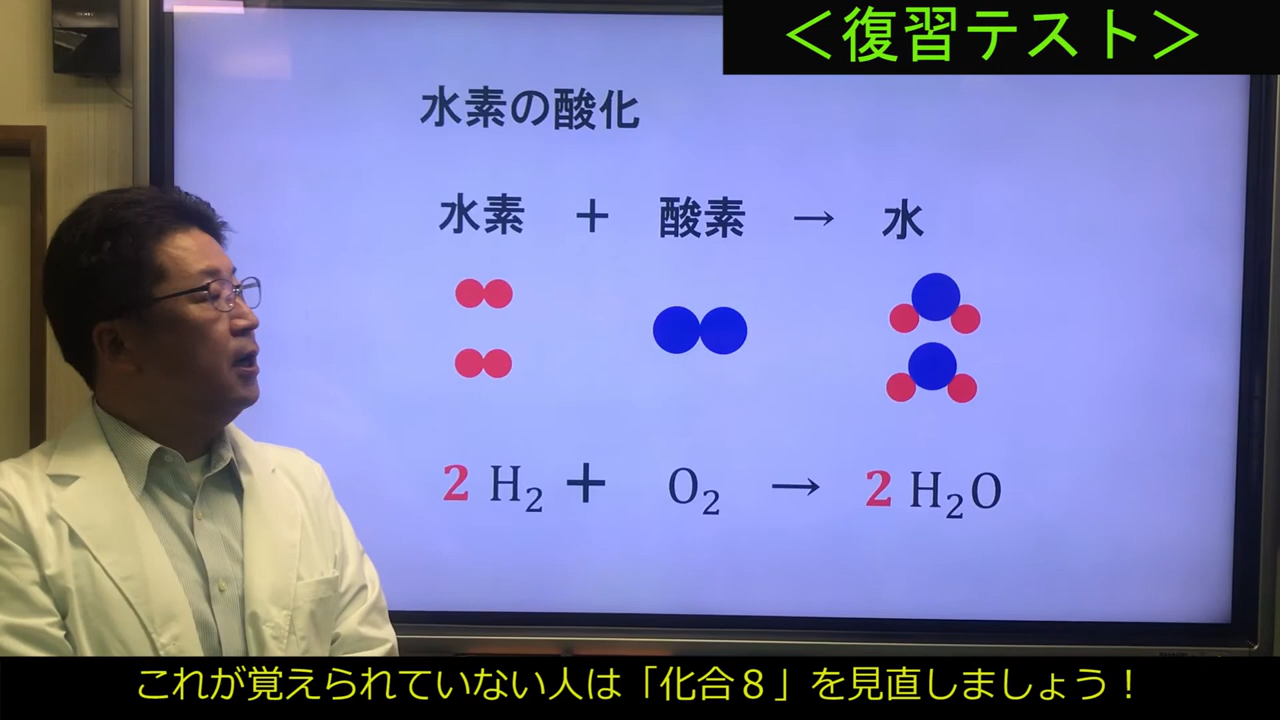 ＜復習テスト＞
水素の酸化
水素 ＋ 酸素 → 水
2 H₂ ＋ O₂ → 2 H₂O
これが覚えられていない人は「化合８」を見直しましょう！